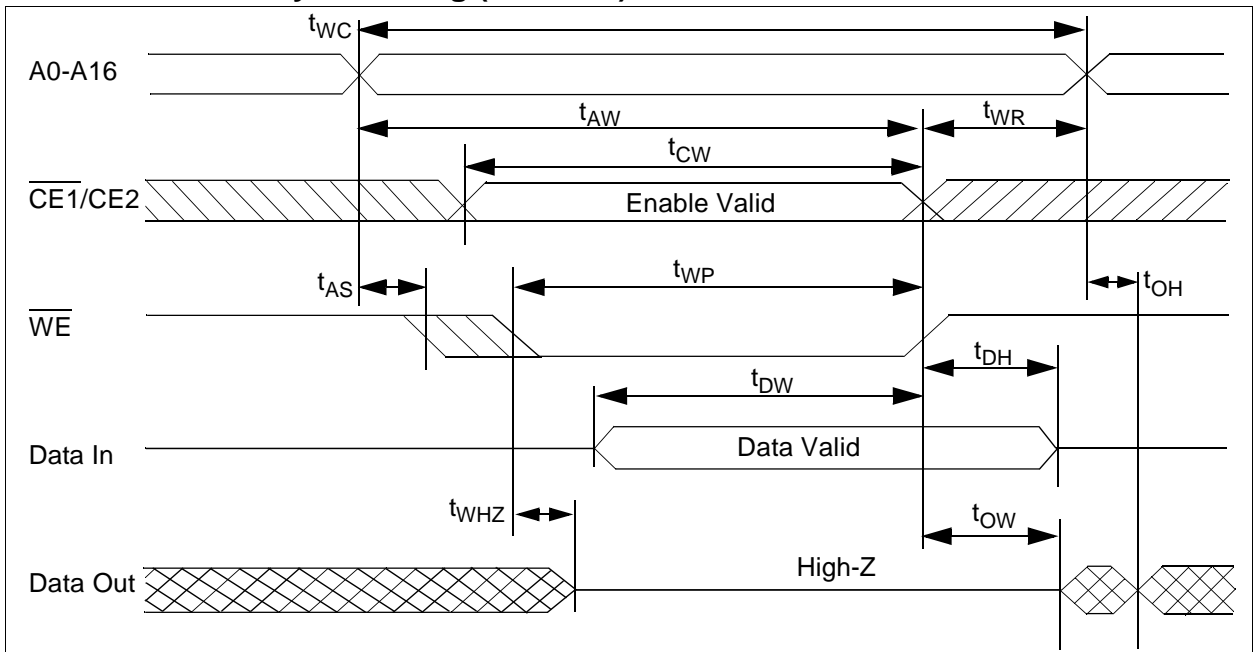 tWC
A0-A16
tAW
tWR
tCW
CE1/CE2
Enable Valid
tAS
tWP
tOH
WE
tDH
tDW
Data In
Data Valid
tWHZ
tOW
High-Z
Data Out